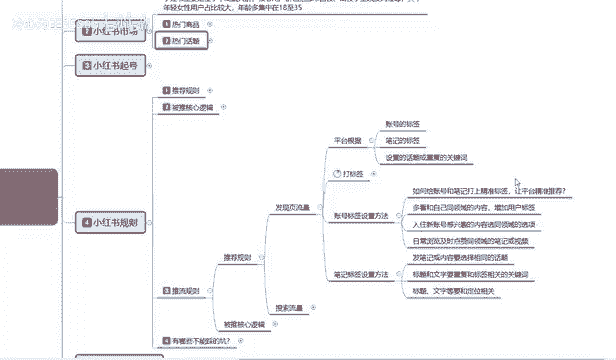 年轻女性用户占比较大，年龄多集中在18至35
小红书市场
1 热门商品
2 热门话题
3 小红书起号
4 小红书规则
1 推荐规则
2 被推核心逻辑
3 推流规则
推荐规则
发现页流量
平台根据
账号的标签
笔记的标签
设置的话题或重复的关键词
打标签
账号标签设置方法
如何给账号和笔记打上精准标签，让平台精准推荐？
多看和自己同领域的内容，增加用户标签
入住新账号感兴趣的内容选同领域的选项
日常浏览及时点赞同领域的笔记或视频
笔记标签设置方法
发笔记或内容要选择相同的话题
标题和文字要重复和标签相关的关键词
标题、文字等要和定位相关
搜索流量
被推核心逻辑
4 有哪些不能踩的坑？